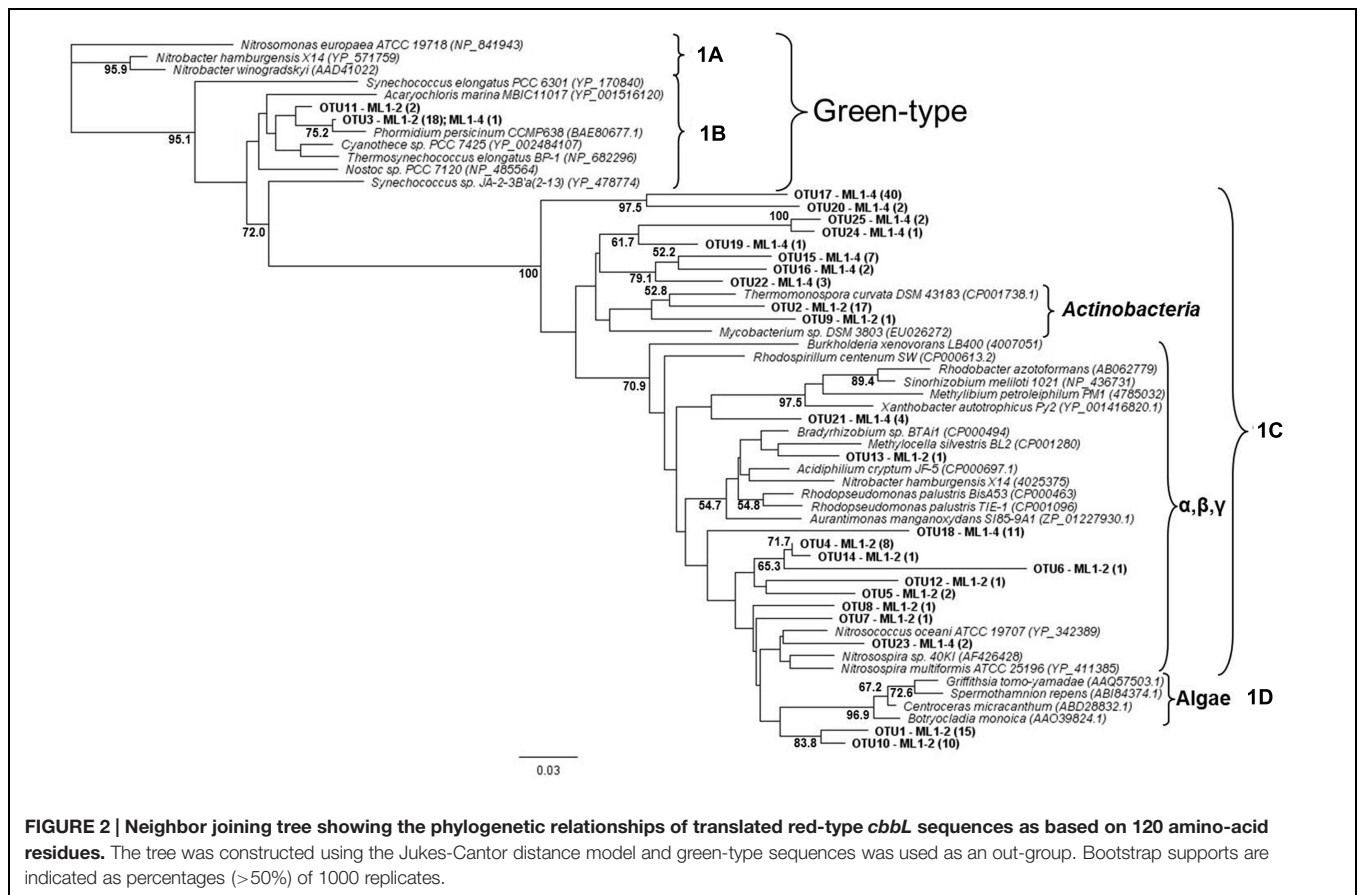 Nitrosomonas europaea ATCC 19718 (NP_841943)
Nitrobacter hamburgensis X14 (YP_571759)
95.9
Nitrobacter winogradskyi (AAD41022)
1A
Synechococcus elongatus PCC 6301 (YP_170840)
Acaryochloris marina MBIC11017 (YP_001516120)
OTU11 - ML1-2 (2)
Green-type
OTU3 - ML1-2 (18); ML1-4 (1)
95.1
75.2
Phormidium persicinum CCMP638 (BAE80677.1)
1B
Cyanothece sp. PCC 7425 (YP_002484107)
Thermosynechococcus elongatus BP-1 (NP_682296)
Nostoc sp. PCC 7120 (NP_485564)
Synechococcus sp. JA-2-3B'a(2-13) (YP_478774)
OTU17 - ML1-4 (40)
97.5
OTU20 - ML1-4 (2)
100
OTU25 - ML1-4 (2)
72.0
OTU24 - ML1-4 (1)
61.7
OTU19 - ML1-4 (1)
52.2
OTU15 - ML1-4 (7)
100
OTU16 - ML1-4 (2)
79.1
OTU22 - ML1-4 (3)
52.8
Thermomonospora curvata DSM 43183 (CP001738.1)
OTU2 - ML1-2 (17)
Actinobacteria
OTU9 - ML1-2 (1)
Mycobacterium sp. DSM 3803 (EU026272)
Burkholderia xenovorans LB400 (4007051)
Rhodospirillum centenum SW (CP000613.2)
70.9
Rhodobacter azotoformans (AB062779)
89.4
Sinorhizobium meliloti 1021 (NP_436731)
Methylibium petroleiphilum PM1 (4785032)
97.5
Xanthobacter autotrophicus Py2 (YP_001416820.1)
OTU21 - ML1-4 (4)
Bradyrhizobium sp. BTAi1 (CP000494)
1C
Methylocella silvestris BL2 (CP001280)
OTU13 - ML1-2 (1)
Acidiphilium cryptum JF-5 (CP000697.1)
Nitrobacter hamburgensis X14 (4025375)
Rhodopseudomonas palustris BisA53 (CP000463)
54.7
54.8
Rhodopseudomonas palustris TIE-1 (CP001096)
α,β,γ
Aurantimonas manganoxydans SI85-9A1 (ZP_01227930.1)
OTU18 - ML1-4 (11)
71.7
OTU4 - ML1-2 (8)
OTU14 - ML1-2 (1)
65.3
OTU6 - ML1-2 (1)
OTU12 - ML1-2 (1)
OTU5 - ML1-2 (2)
OTU8 - ML1-2 (1)
OTU7 - ML1-2 (1)
Nitrosococcus oceani ATCC 19707 (YP_342389)
OTU23 - ML1-4 (2)
Nitrosospira sp. 40KI (AF426428)
Nitrosospira multiformis ATCC 25196 (YP_411385)
Griffithsia tomo-yamadae (AAQ57503.1)
67.2
72.6
Spermothamnion repens (ABI84374.1)
Algae 1D
Centroceras micracanthum (ABD28832.1)
96.9
Botryocladia monoica (AAO39824.1)
OTU1 - ML1-2 (15)
83.8
OTU10 - ML1-2 (10)
0.03
FIGURE 2 | Neighbor joining tree showing the phylogenetic relationships of translated red-type cbbL sequences as based on 120 amino-acid
residues. The tree was constructed using the Jukes-Cantor distance model and green-type sequences was used as an out-group. Bootstrap supports are
indicated as percentages (>50%) of 1000 replicates.